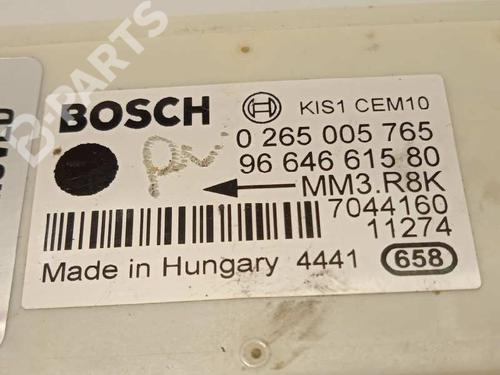 B-PARTS
BOSCH KIS1 CEM10
0 265 005 765
96 646 615 80
MM3.R8K
7044160
11274
Made in Hungary 4441 658